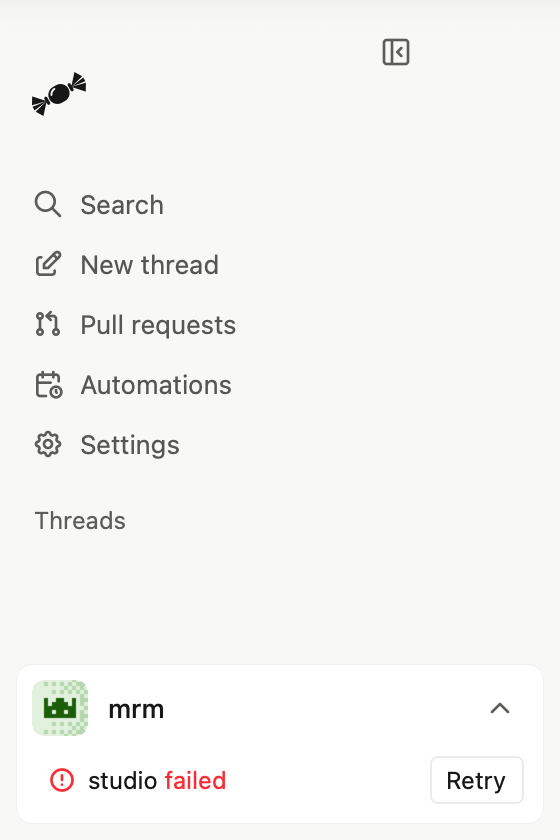 Search
New thread
Pull requests
Automations
Settings
Threads
mrm
studio failed
Retry